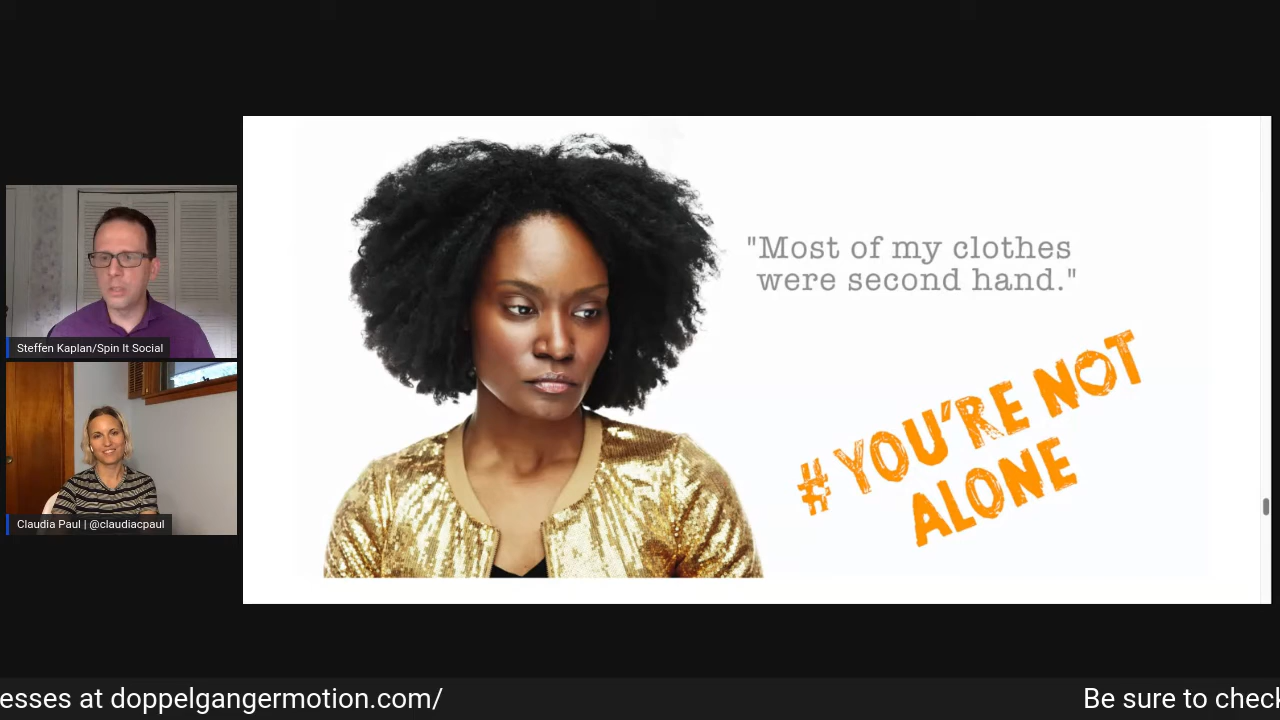 Steffen Kaplan/Spin It Social
Claudia Paul | @claudiacpaul
"Most of my clothes
were second hand."
# YOU'RE NOT
ALONE
esses at doppelgangermotion.com/
Be sure to check